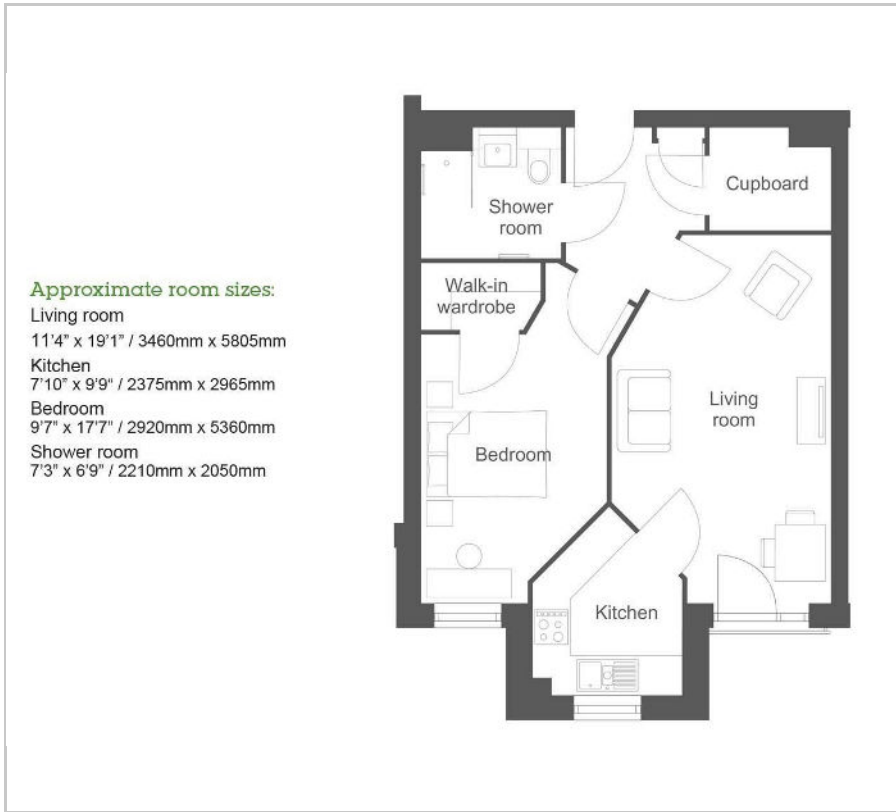 Approximate room sizes:
Living room
11'4" x 19'1" / 3460mm x 5805mm
Kitchen
7'10" x 9'9" / 2375mm x 2965mm
Bedroom
9'7" x 17'7" / 2920mm x 5360mm
Shower room
7'3" x 6'9" / 2210mm x 2050mm
Shower
room
Cupboard
Walk-in
wardrobe
Living
room
Bedroom
Kitchen